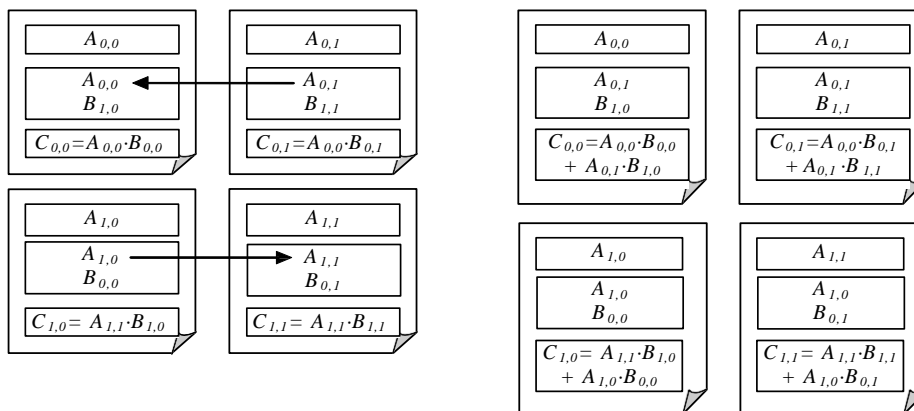 A0,0
A0,0
B1,0
C0,0=A0,0·B0,0
A0,1
A0,1
B1,1
C0,1=A0,0·B0,1
A1,0
A1,0
B0,0
C1,0= A1,1·B1,0
A1,1
A1,1
B0,1
C1,1= A1,1·B1,1
A0,0
A0,1
B1,0
C0,0=A0,0·B0,0
+ A0,1·B1,0
A0,1
A0,1
B1,1
C0,1=A0,0·B0,1
+ A0,1·B1,1
A1,0
A1,0
B0,0
C1,0= A1,1·B1,0
+ A1,0·B0,0
A1,1
A1,0
B0,1
C1,1= A1,1·B1,1
+ A1,0·B0,1